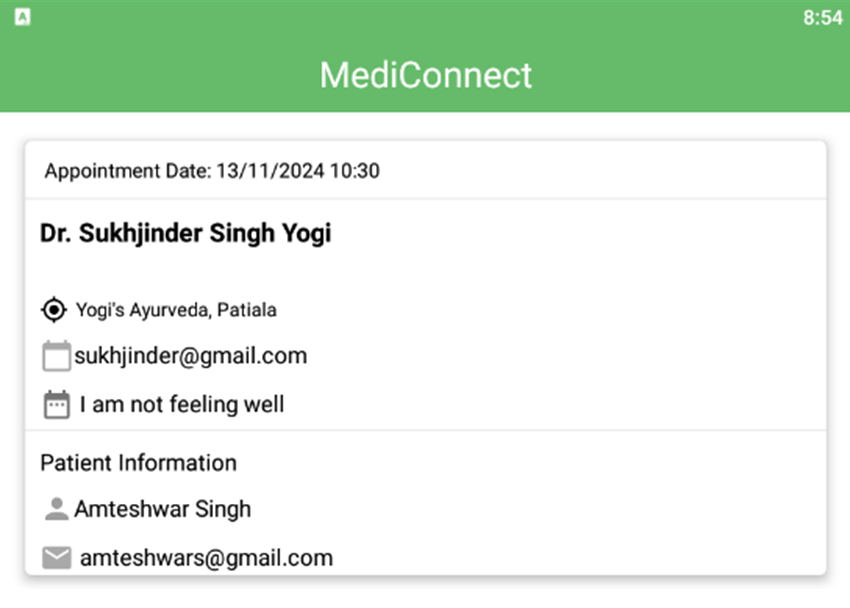 A
8:54
MediConnect
Appointment Date: 13/11/2024 10:30
Dr. Sukhjinder Singh Yogi
Yogi's Ayurveda, Patiala
sukhjinder@gmail.com
I am not feeling well
Patient Information
Amteshwar Singh
amteshwars@gmail.com